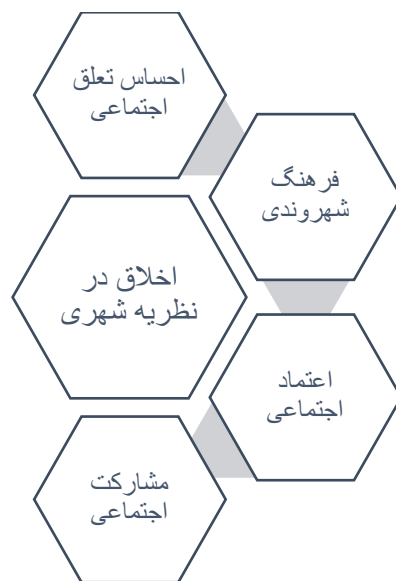 احساس تعلق
اجتماعی
فرهنگ
شهروندی
اخلاق در
نظریه شهری
اعتماد
اجتماعی
مشارکت
اجتماعی